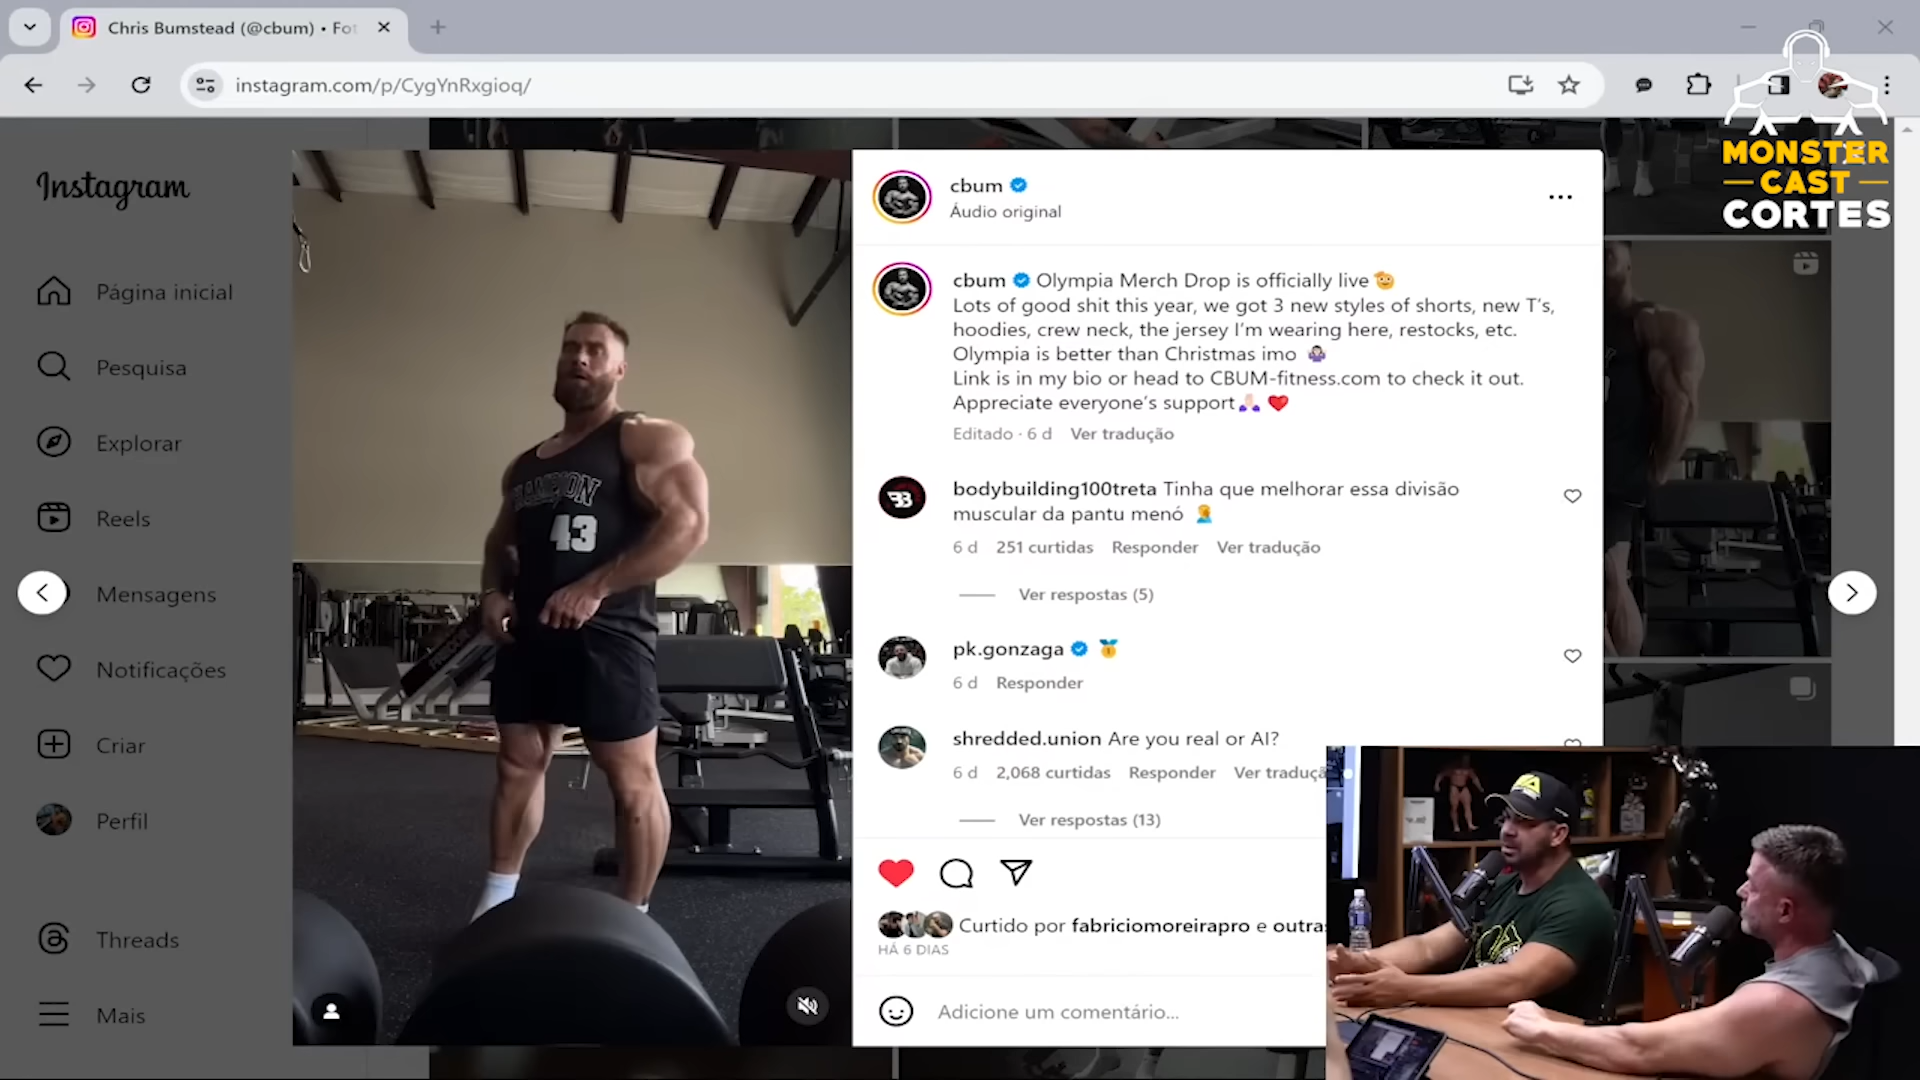 Chris Bumstead (@cbum) • Fot
instagram.com/p/CygYnRxgioq/
MONSTER
CAST
CORTES
Instagram
Página inicial
Pesquisa
Explorar
Reels
Mensagens
Notificações
Criar
Perfil
Threads
Mais
CHAMPION
43
cbum
Áudio original
cbum Olympia Merch Drop is officially live 🫡
Lots of good shit this year, we got 3 new styles of shorts, new T's,
hoodies, crew neck, the jersey I'm wearing here, restocks, etc.
Olympia is better than Christmas imo 🤷🏻‍♂️
Link is in my bio or head to CBUM-fitness.com to check it out.
Appreciate everyone's support🙏🏻 ❤️
Editado · 6 d Ver tradução
bodybuilding100treta Tinha que melhorar essa divisão
muscular da pantu menó 🤦
6 d 251 curtidas Responder Ver tradução
Ver respostas (5)
pk.gonzaga 🥇
6 d Responder
shredded.union Are you real or AI?
6 d 2,068 curtidas Responder Ver traduçã
Ver respostas (13)
Curtido por fabriciomoreirapro e outras
HÁ 6 DIAS
Adicione um comentário...